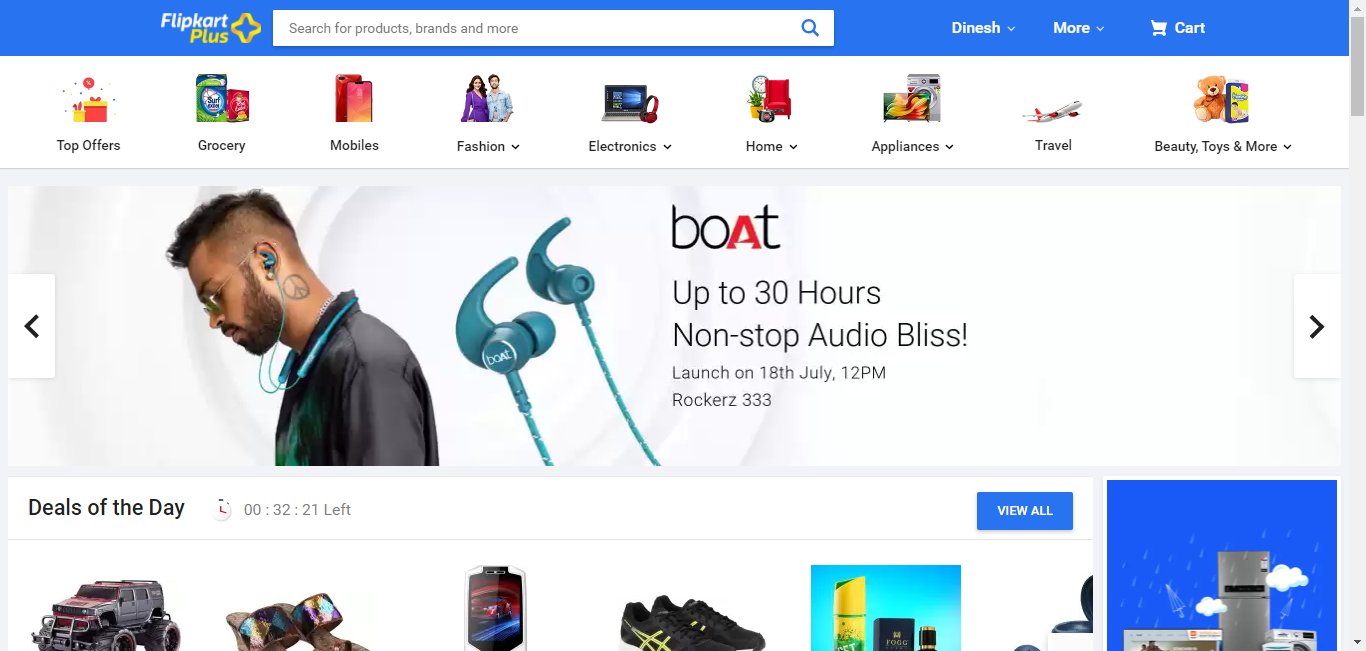 Flipkart
Plus
Search for products, brands and more
Dinesh
More
Cart
Top Offers
Grocery
Mobiles
Fashion
Electronics
Home
Appliances
Travel
Beauty, Toys & More
boAt
Up to 30 Hours
Non-stop Audio Bliss!
Launch on 18th July, 12PM
Rockerz 333
boAt
Deals of the Day
00 : 32 : 21 Left
VIEW ALL
FOGG